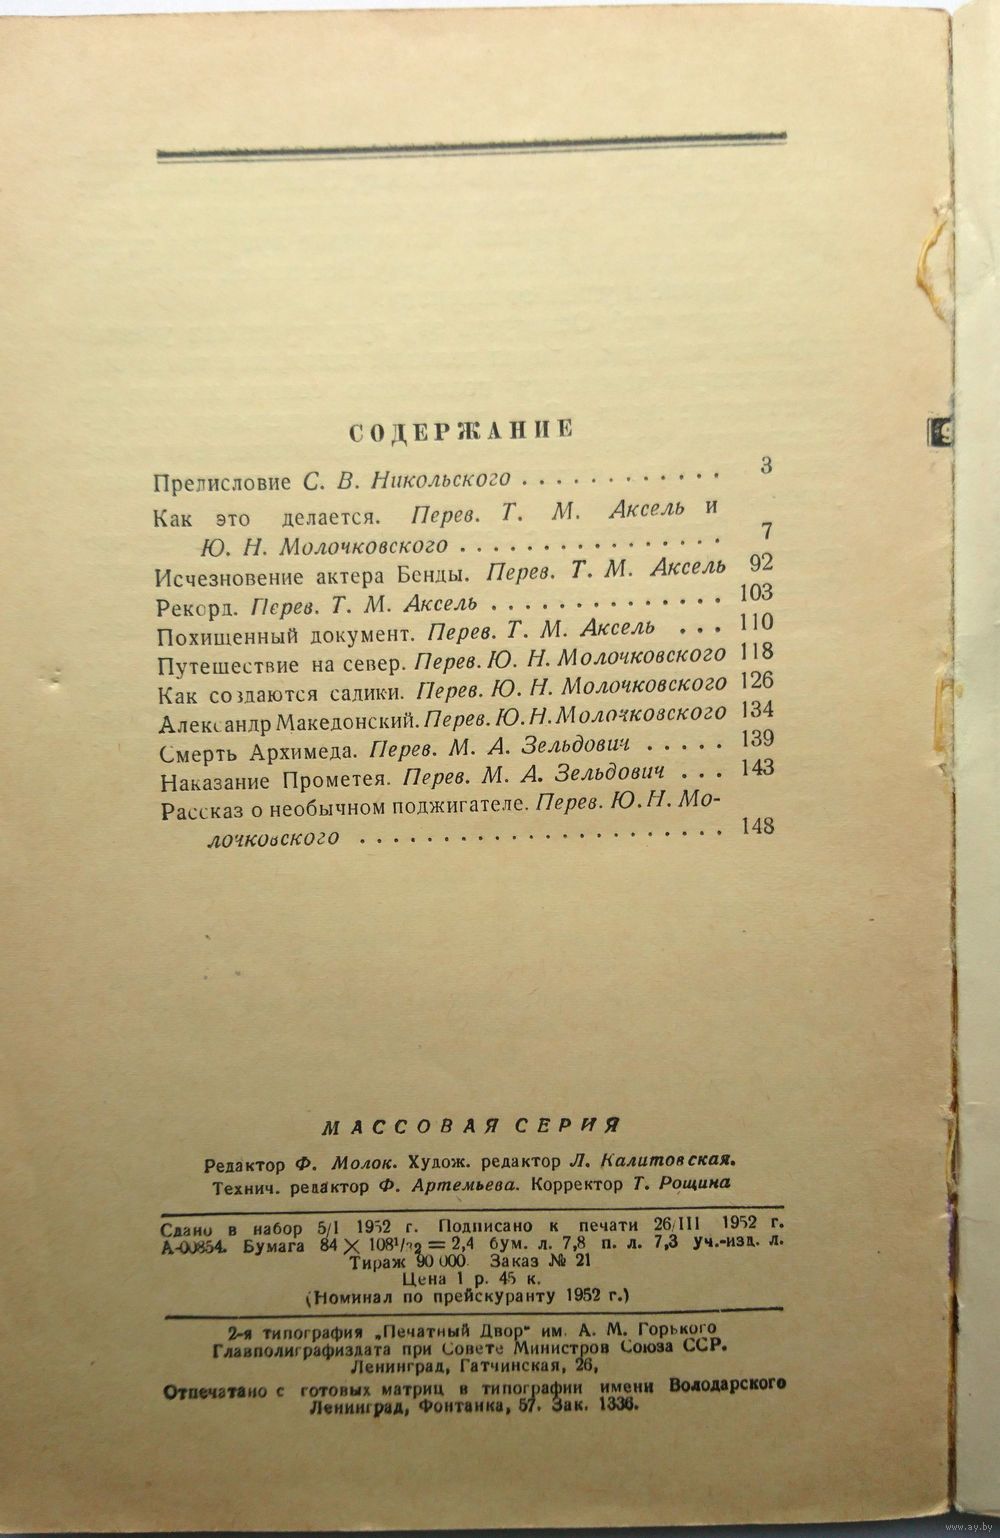 СОДЕРЖАНИЕ
Предисловие С. В. Никольского . . . . . . . . . . . . 3
Как это делается. Перев. Т. М. Аксель и
Ю. Н. Молочковского . . . . . . . . . . . . . . . . 7
Исчезновение актера Бенды. Перев. Т. М. Аксель 92
Рекорд. Перев. Т. М. Аксель . . . . . . . . . . . . . . 103
Похищенный документ. Перев. Т. М. Аксель . . . 110
Путешествие на север. Перев. Ю. Н. Молочковского 118
Как создаются садики. Перев. Ю. Н. Молочковского 126
Александр Македонский. Перев. Ю. Н. Молочковского 134
Смерть Архимеда. Перев. М. А. Зельдович . . . . . 139
Наказание Прометея. Перев. М. А. Зельдович . . . 143
Рассказ о необычном поджигателе. Перев. Ю. Н. Мо-
лочковского . . . . . . . . . . . . . . . . . . . . . . 148
МАССОВАЯ СЕРИЯ
Редактор Ф. Молок. Худож. редактор Л. Калитовская.
Технич. редактор Ф. Артемьева. Корректор Т. Рощина
Сдано в набор 5/I 1952 г. Подписано к печати 26/III 1952 г.
А-00854. Бумага 84 × 108¹/₃₂ = 2,4 бум. л. 7,8 п. л. 7,3 уч.-изд. л.
Тираж 90 000. Заказ № 21
Цена 1 р. 45 к.
(Номинал по прейскуранту 1952 г.)
2-я типография „Печатный Двор" им. А. М. Горького
Главполиграфиздата при Совете Министров Союза ССР.
Ленинград, Гатчинская, 26,
Отпечатано с готовых матриц в типографии имени Володарского
Ленинград, Фонтанка, 57. Зак. 1336.
9
www.ay.by